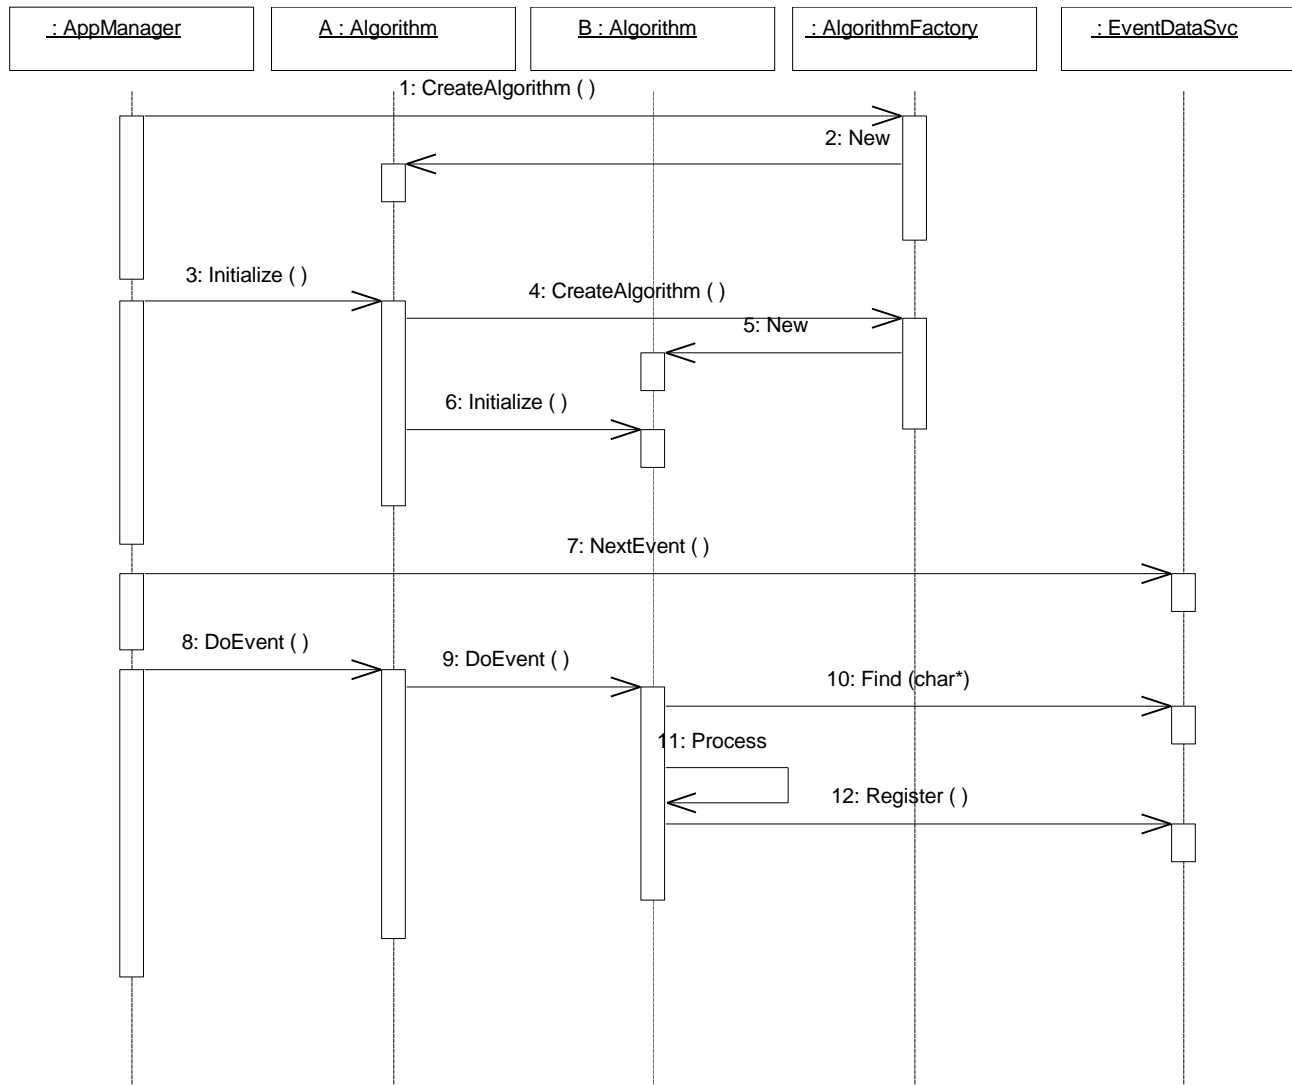 : AppManager
A : Algorithm
B : Algorithm
: AlgorithmFactory
: EventDataSvc
1: CreateAlgorithm ( )
2: New
3: Initialize ( )
4: CreateAlgorithm ( )
5: New
6: Initialize ( )
7: NextEvent ( )
8: DoEvent ( )
9: DoEvent ( )
10: Find (char*)
11: Process
12: Register ( )